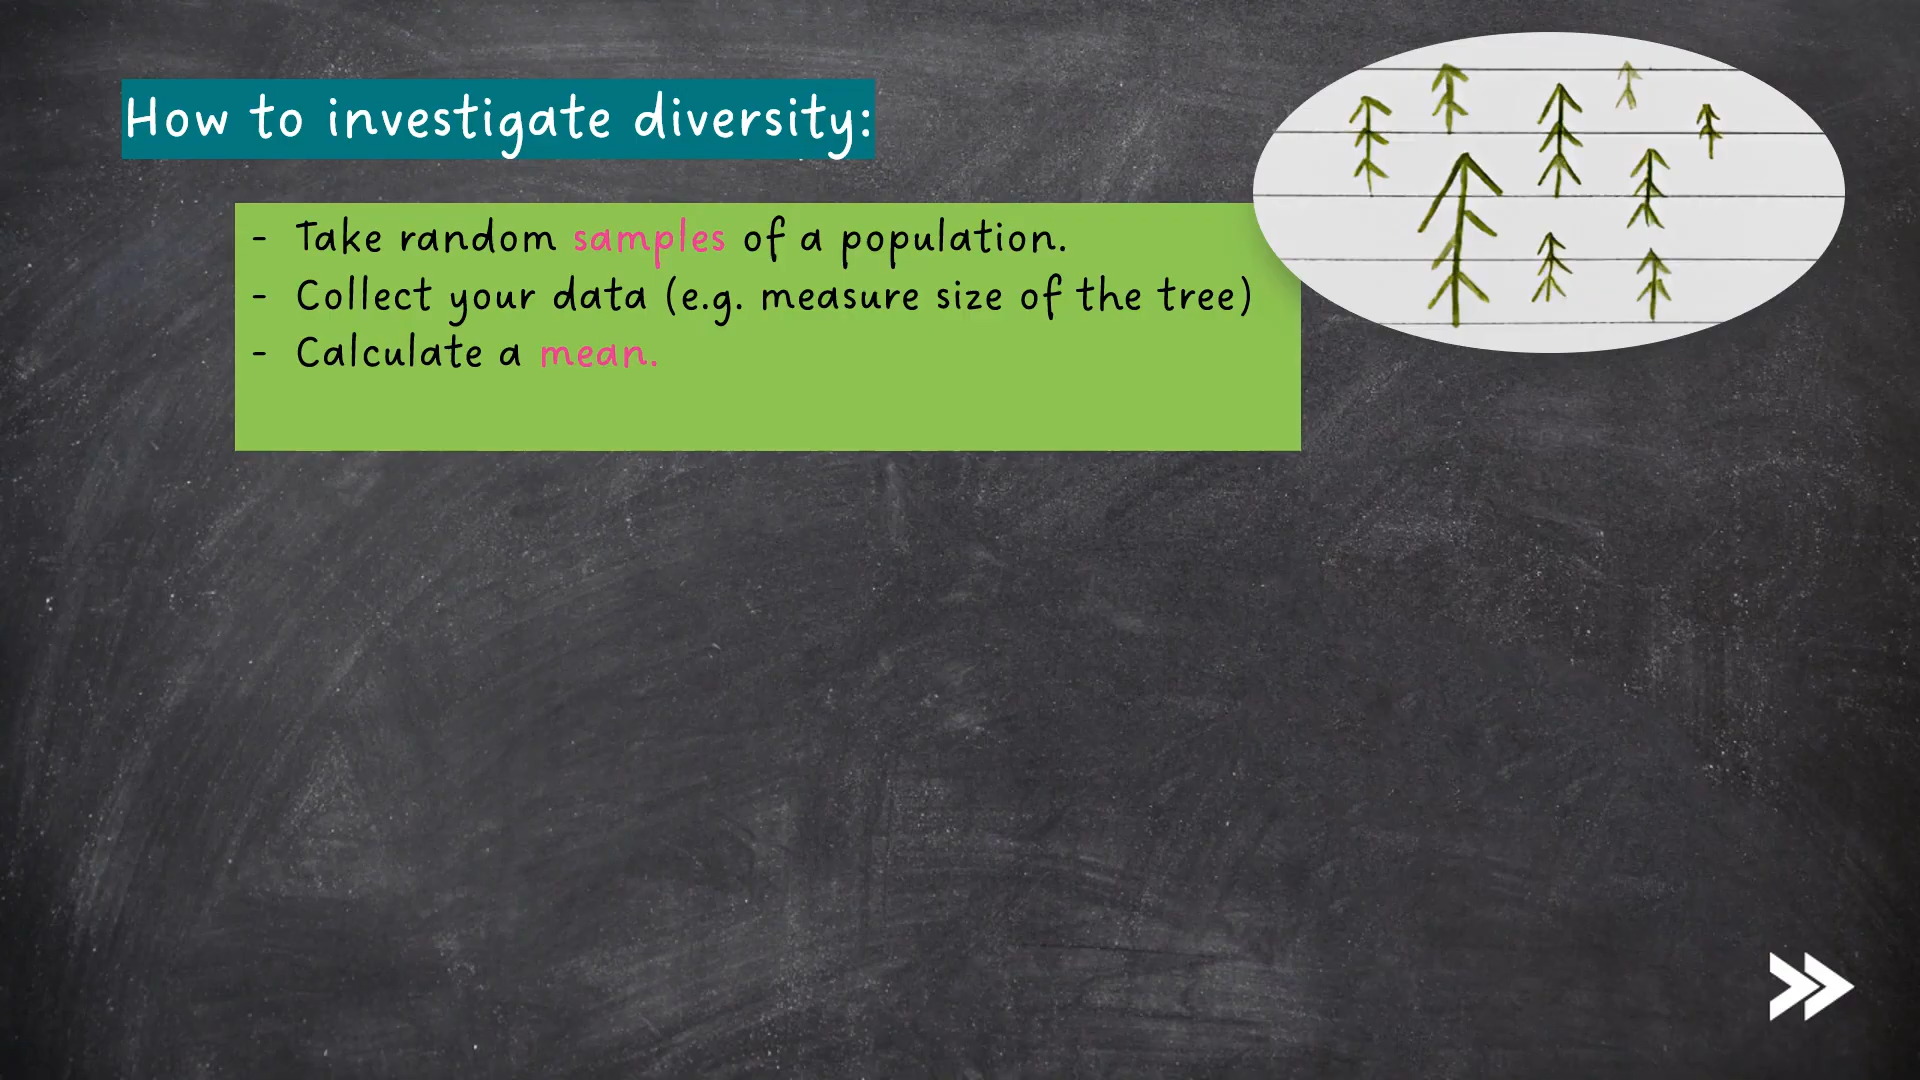 How to investigate diversity:
- Take random samples of a population.
- Collect your data (e.g. measure size of the tree)
- Calculate a mean.